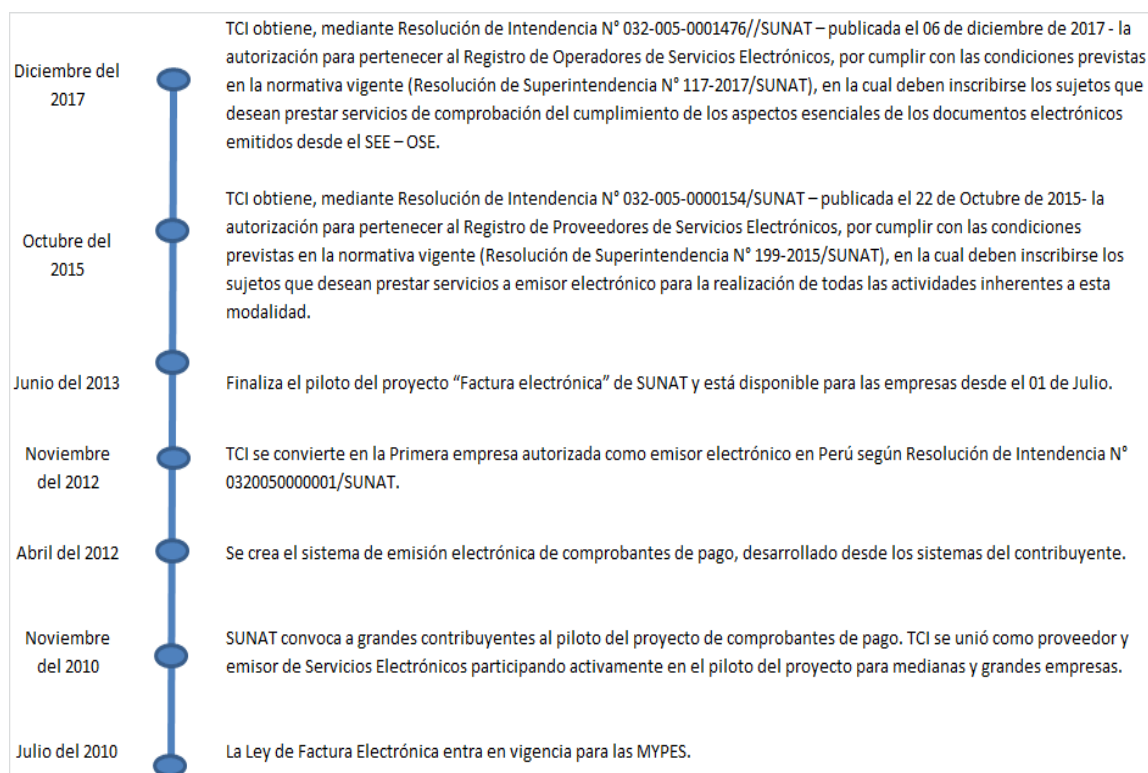 Diciembre del
2017
TCI obtiene, mediante Resolución de Intendencia N° 032-005-0001476//SUNAT – publicada el 06 de diciembre de 2017 - la
autorización para pertenecer al Registro de Operadores de Servicios Electrónicos, por cumplir con las condiciones previstas
en la normativa vigente (Resolución de Superintendencia N° 117-2017/SUNAT), en la cual deben inscribirse los sujetos que
desean prestar servicios de comprobación del cumplimiento de los aspectos esenciales de los documentos electrónicos
emitidos desde el SEE – OSE.
Octubre del
2015
TCI obtiene, mediante Resolución de Intendencia N° 032-005-0000154/SUNAT – publicada el 22 de Octubre de 2015- la
autorización para pertenecer al Registro de Proveedores de Servicios Electrónicos, por cumplir con las condiciones
previstas en la normativa vigente (Resolución de Superintendencia N° 199-2015/SUNAT), en la cual deben inscribirse los
sujetos que desean prestar servicios a emisor electrónico para la realización de todas las actividades inherentes a esta
modalidad.
Junio del 2013
Finaliza el piloto del proyecto “Factura electrónica” de SUNAT y está disponible para las empresas desde el 01 de Julio.
Noviembre
del 2012
TCI se convierte en la Primera empresa autorizada como emisor electrónico en Perú según Resolución de Intendencia N°
0320050000001/SUNAT.
Abril del 2012
Se crea el sistema de emisión electrónica de comprobantes de pago, desarrollado desde los sistemas del contribuyente.
Noviembre
del 2010
SUNAT convoca a grandes contribuyentes al piloto del proyecto de comprobantes de pago. TCI se unió como proveedor y
emisor de Servicios Electrónicos participando activamente en el piloto del proyecto para medianas y grandes empresas.
Julio del 2010
La Ley de Factura Electrónica entra en vigencia para las MYPES.